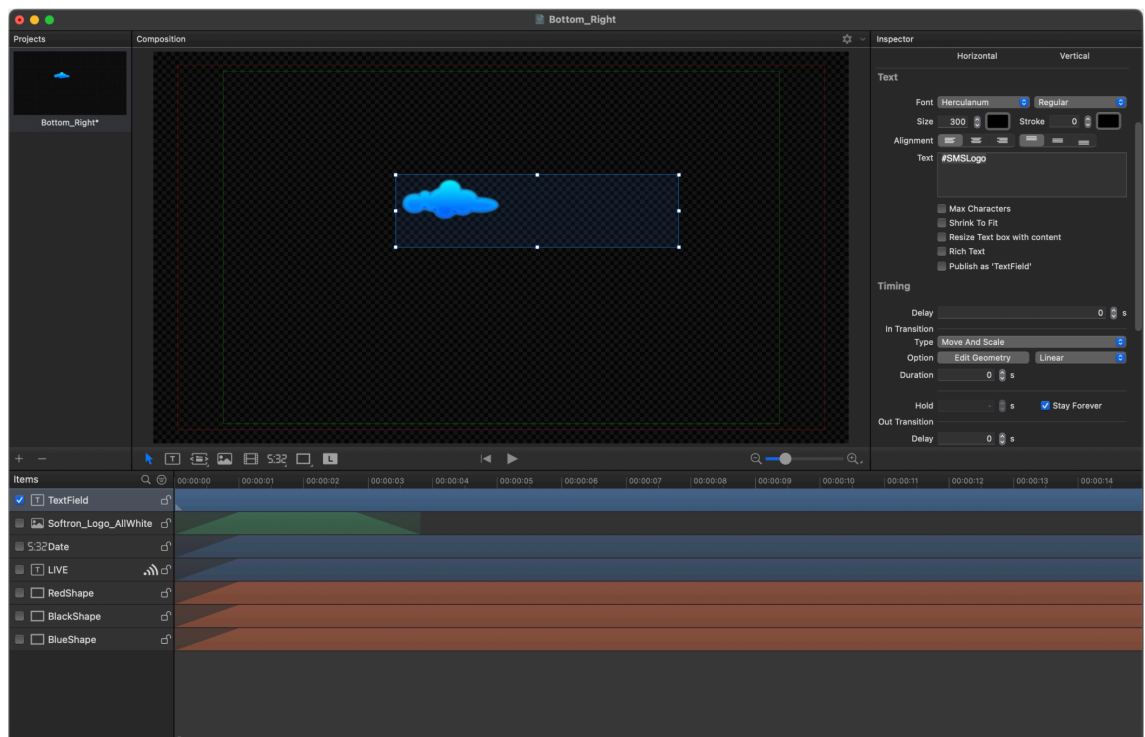 Bottom_Right
Projects
Composition
Inspector
Bottom_Right*
Horizontal Vertical
Text
Font Herculanum Regular
Size 300 Stroke 0
Alignment
Text #SMSLogo
Max Characters
Shrink To Fit
Resize Text box with content
Rich Text
Publish as 'TextField'
Timing
Delay 0 s
In Transition
Type Move And Scale
Option Edit Geometry Linear
Duration 0 s
Hold - s Stay Forever
Out Transition
Delay 0 s
+ −
T 5:32 L
Items 00:00:00 00:00:01 00:00:02 00:00:03 00:00:04 00:00:05 00:00:06 00:00:07 00:00:08 00:00:09 00:00:10 00:00:11 00:00:12 00:00:13 00:00:14
T TextField
Softron_Logo_AllWhite
5:32 Date
T LIVE
RedShape
BlackShape
BlueShape